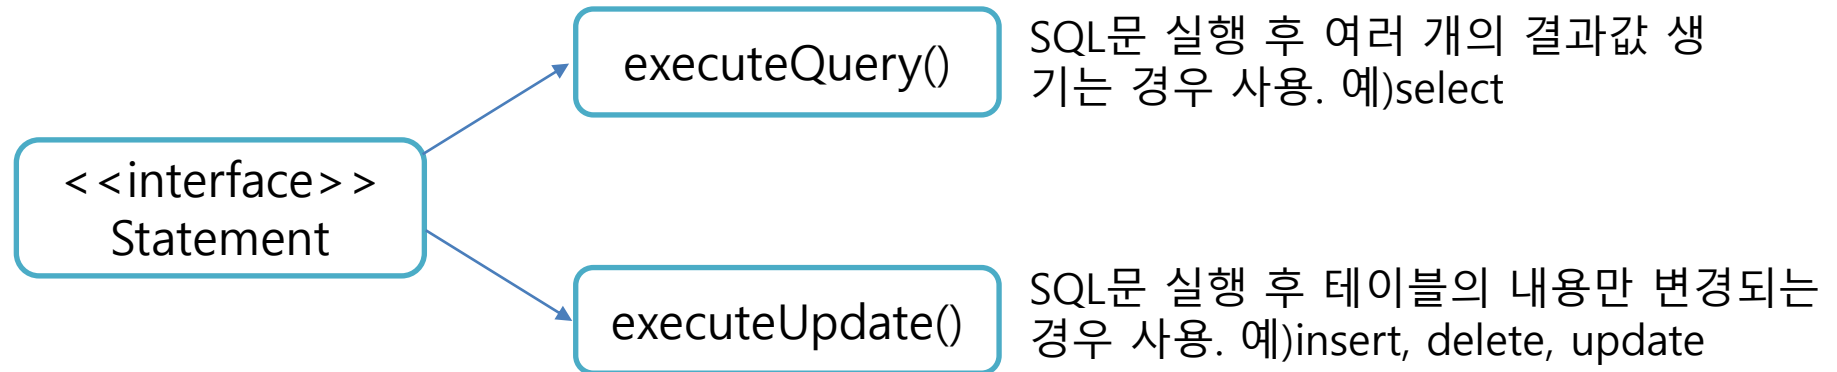 executeQuery()
SQL문 실행 후 여러 개의 결과값 생
기는 경우 사용. 예)select
<<interface>>
Statement
executeUpdate()
SQL문 실행 후 테이블의 내용만 변경되는
경우 사용. 예)insert, delete, update